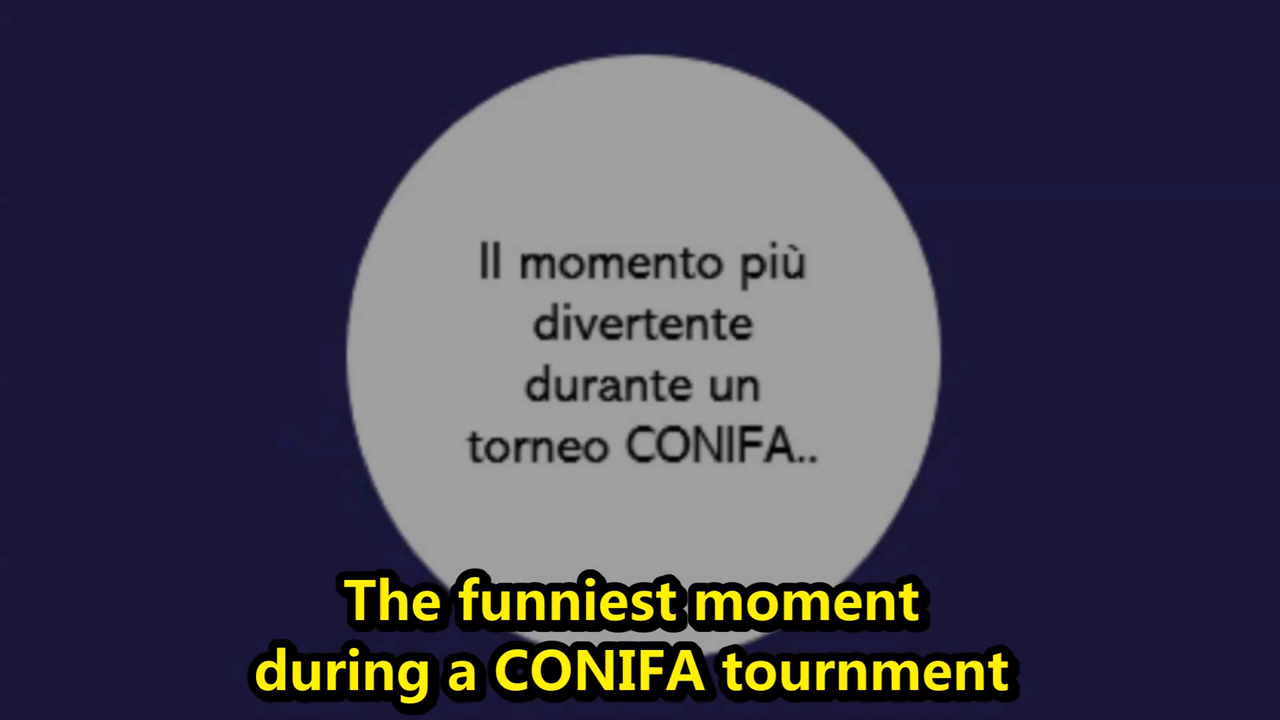 Il momento più
divertente
durante un
torneo CONIFA..
The funniest moment
during a CONIFA tournment